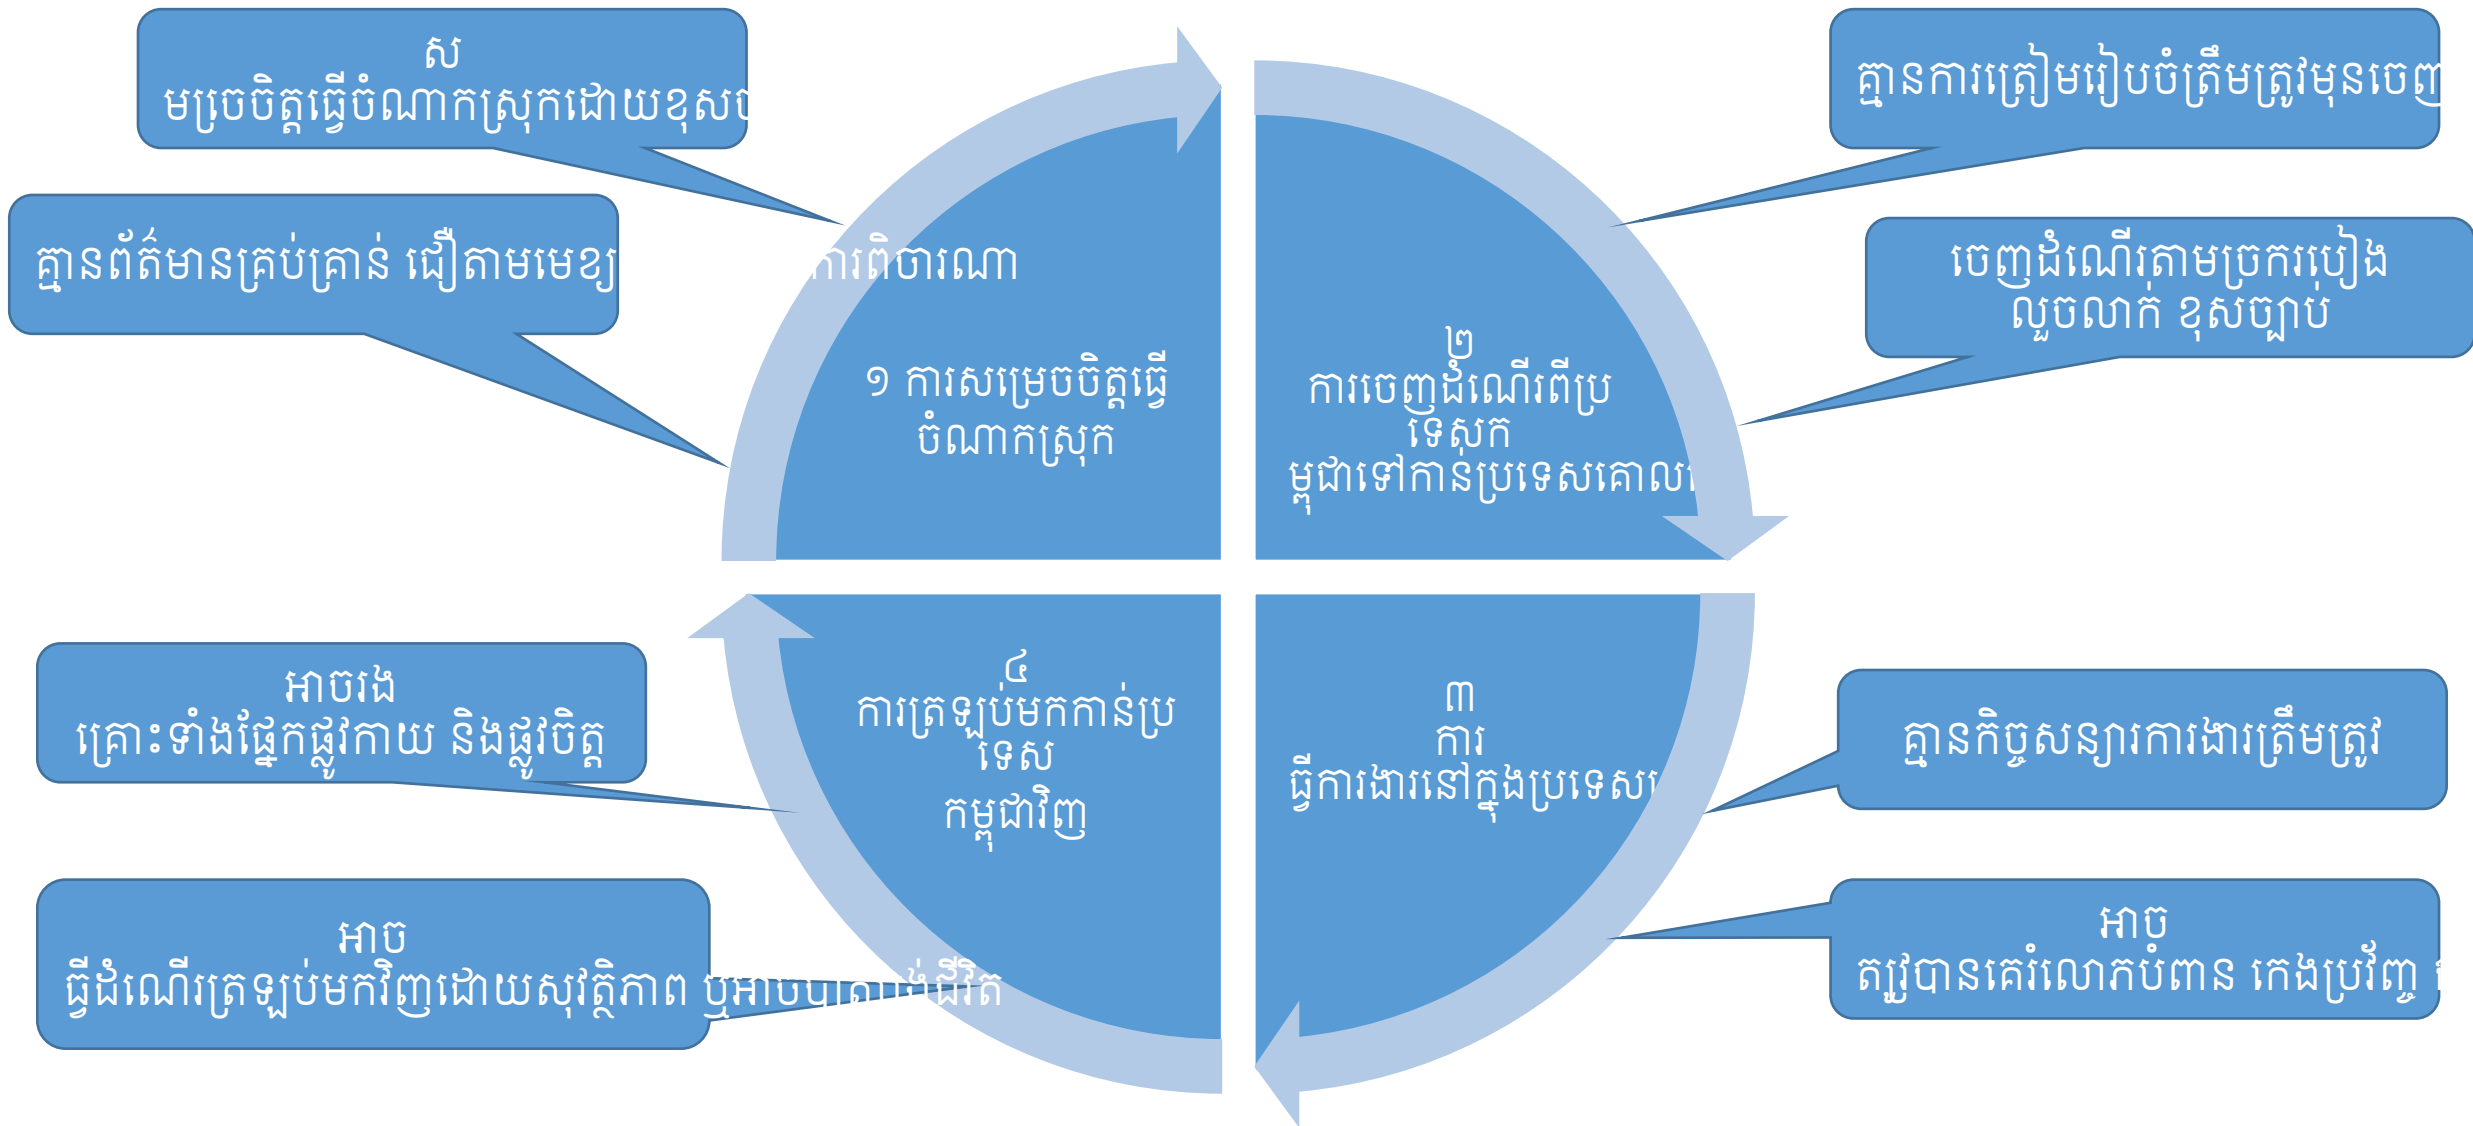 ស
មប្រេចិត្តធ្វើចំណាកស្រុកដោយខុស
គ្មានព័ត៌មានគ្រប់គ្រាន់ ជឿតាមមេខ្យ
ការពិចារណា
១ ការសម្រេចចិត្តធ្វើ
ចំណាកស្រុក
គ្មានការត្រៀមរៀបចំត្រឹមត្រូវមុនចេញ
ចេញដំណើរតាមច្រករបៀង
លួចលាក់ ខុសច្បាប់
២
ការចេញដំណើរពីប្រ
ទេសក
ម្ពុជាទៅកាន់ប្រទេសគោល
៤
ការត្រឡប់មកកាន់ប្រ
ទេស
កម្ពុជាវិញ
៣
ការ
ធ្វើការងារនៅក្នុងប្រទេស
អាចរង
គ្រោះទាំងផ្នែកផ្លូវកាយ និងផ្លូវចិត្ត
អាច
ធ្វើដំណើរត្រឡប់មកវិញដោយសុវត្ថិភាព ឬអាចបាត់បង់ជីវិត
គ្មានកិច្ចសន្យារការងារត្រឹមត្រូវ
អាច
ត្បូវបានគេរំលោភបំពាន កេងប្រវ័ញ្ច